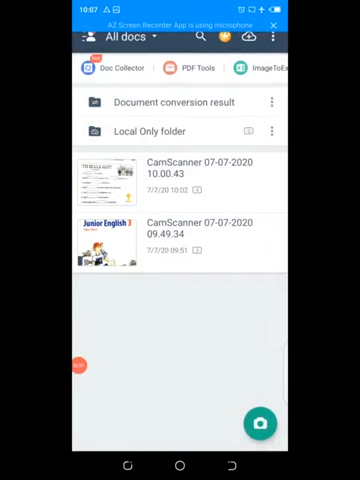 10:07
AZ Screen Recorder App is using microphone
All docs
Doc Collector
PDF Tools
ImageToEx
Document conversion result
Local Only folder
CamScanner 07-07-2020
10.00.43
7/7/20 10:02
CamScanner 07-07-2020
09.49.34
Junior English 3
7/7/20 09:51